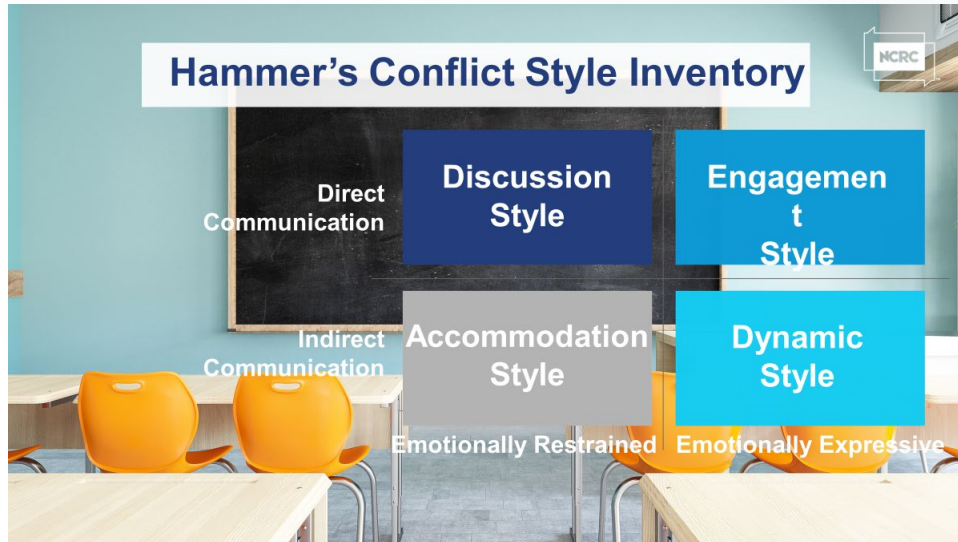 Hammer's Conflict Style Inventory
NCRC
Direct
Communication
Discussion
Style
Engagemen
t
Style
Indirect
Communication
Accommodation
Style
Dynamic
Style
Emotionally Restrained
Emotionally Expressive